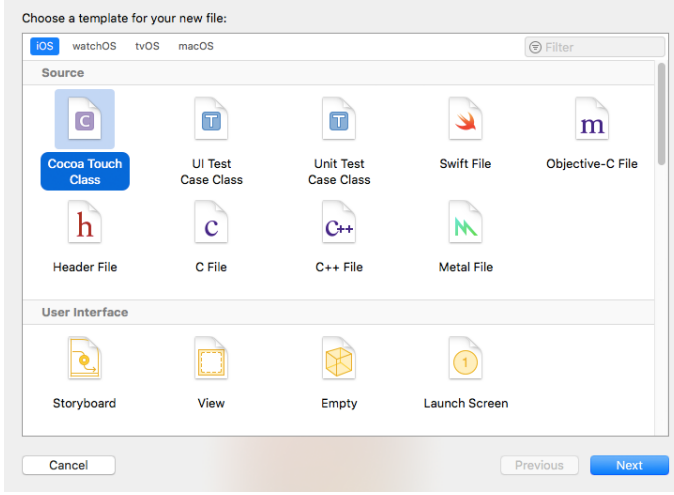 Choose a template for your new file:
iOS watchOS tvOS macOS Filter
Source
C T T m
Cocoa Touch Class UI Test Case Class Unit Test Case Class Swift File Objective-C File
h c C++
Header File C File C++ File Metal File
User Interface
1
Storyboard View Empty Launch Screen
Cancel Previous Next